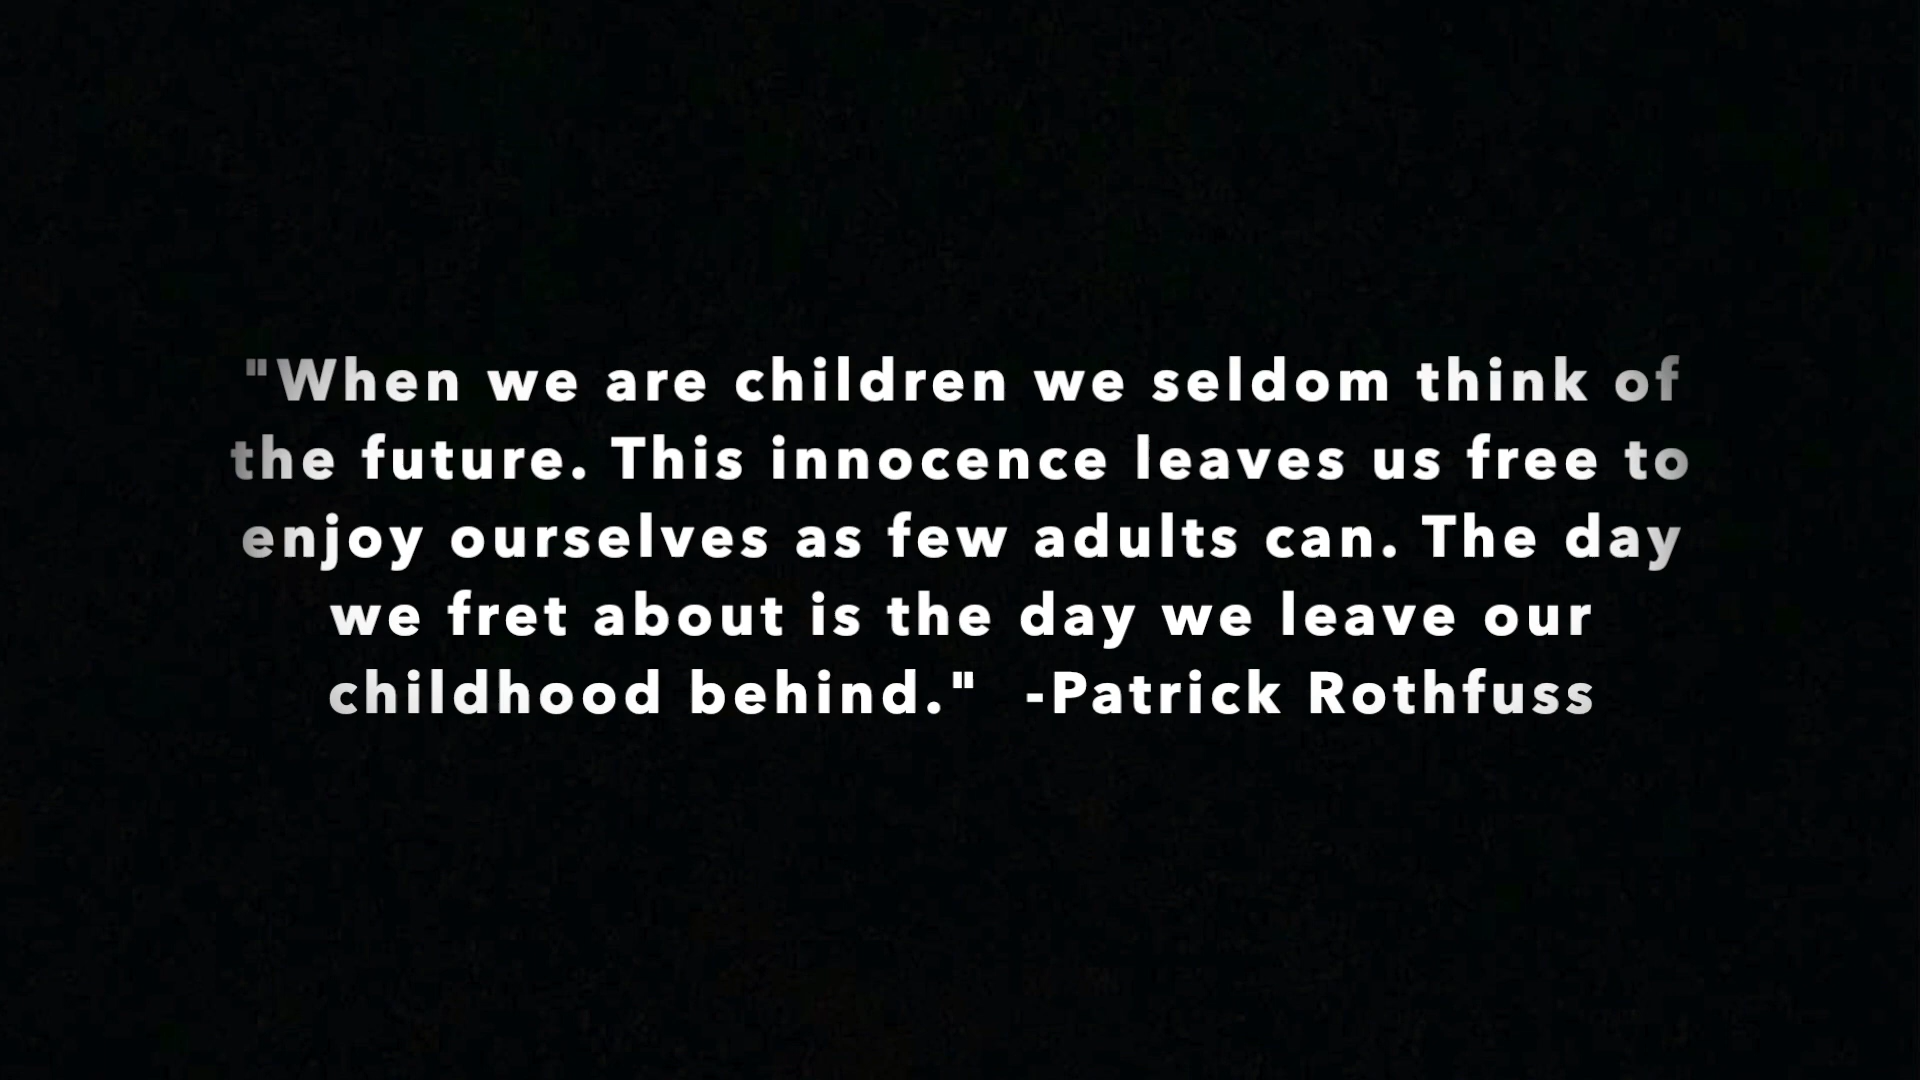 "When we are children we seldom think of
the future. This innocence leaves us free to
enjoy ourselves as few adults can. The day
we fret about is the day we leave our
childhood behind."  -Patrick Rothfuss